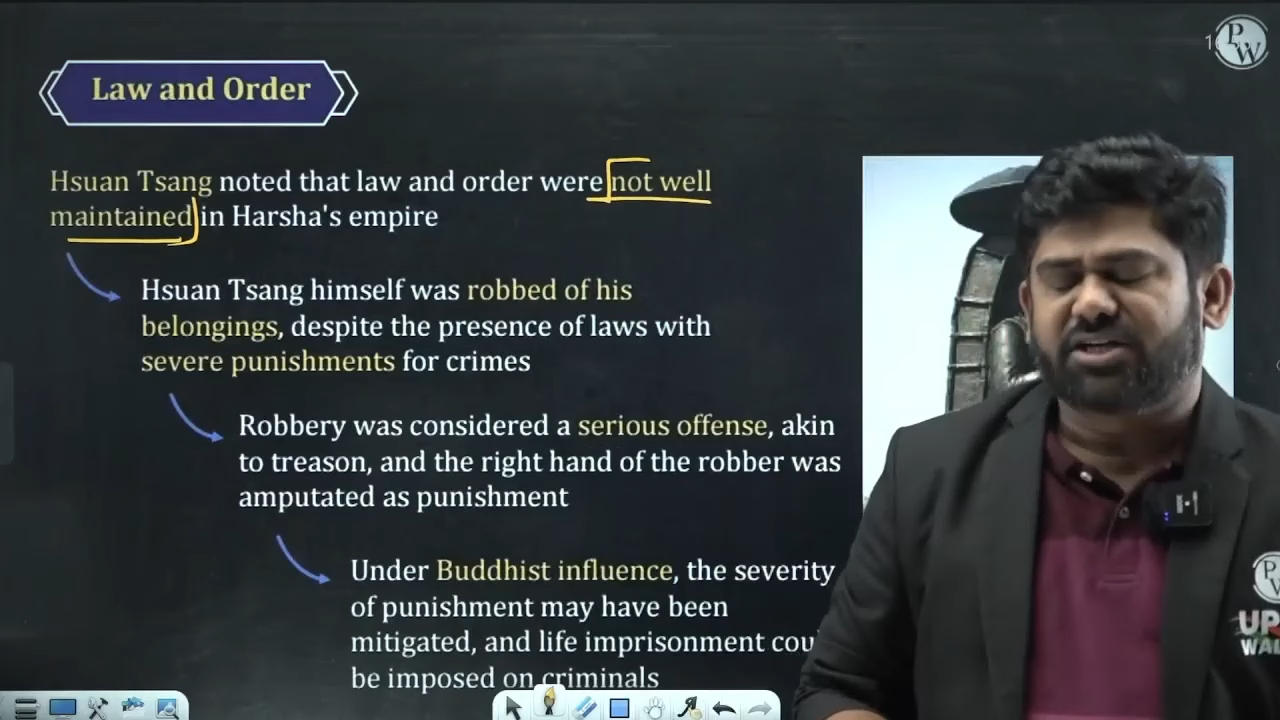 Law and Order
Hsuan Tsang noted that law and order were not well
maintained in Harsha's empire
Hsuan Tsang himself was robbed of his
belongings, despite the presence of laws with
severe punishments for crimes
Robbery was considered a serious offense, akin
to treason, and the right hand of the robber was
amputated as punishment
Under Buddhist influence, the severity
of punishment may have been
mitigated, and life imprisonment
be imposed on criminals
PW